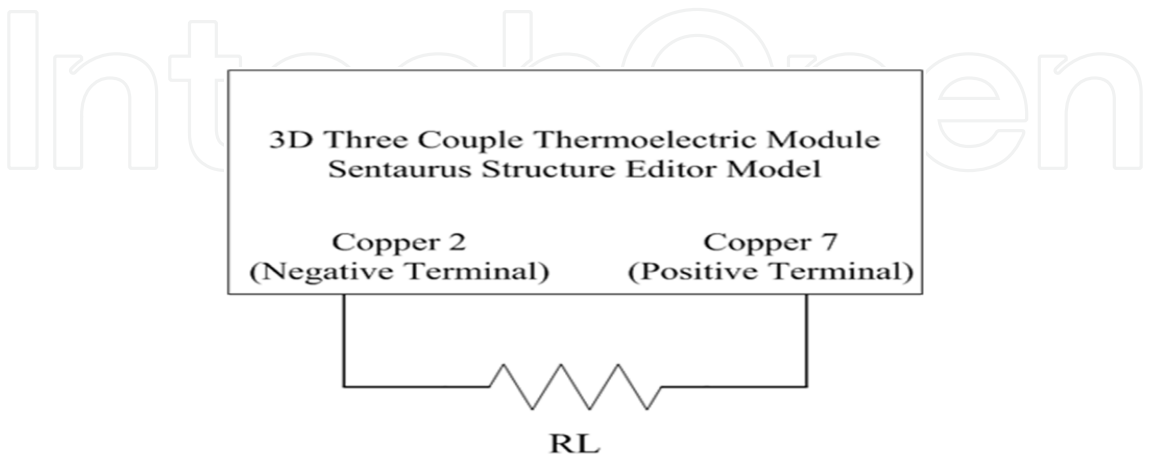 IntechOpen
3D Three Couple Thermoelectric Module
Sentaurus Structure Editor Model
Copper 2
(Negative Terminal)
Copper 7
(Positive Terminal)
RL